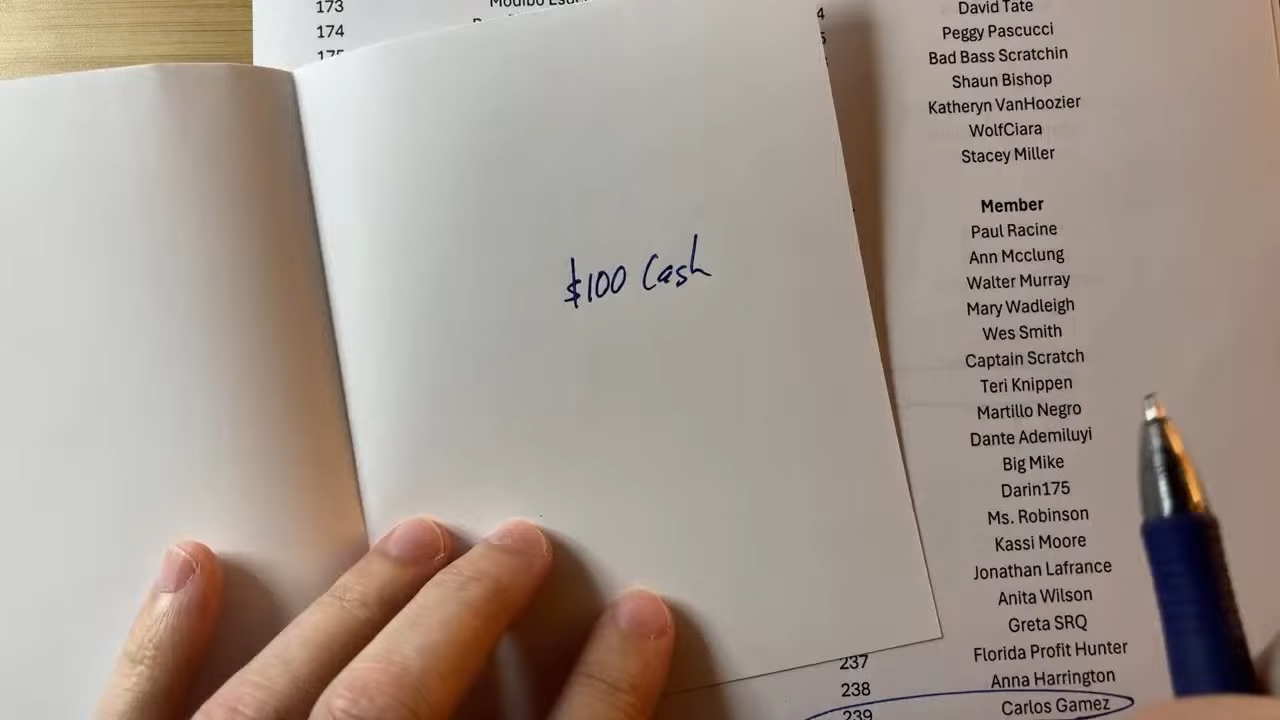 173
174
175
$100 Cash
David Tate
Peggy Pascucci
Bad Bass Scratchin
Shaun Bishop
Katheryn VanHoozier
WolfCiara
Stacey Miller
Member
Paul Racine
Ann Mcclung
Walter Murray
Mary Wadleigh
Wes Smith
Captain Scratch
Teri Knippen
Martillo Negro
Dante Ademiluyi
Big Mike
Darin175
Ms. Robinson
Kassi Moore
Jonathan Lafrance
Anita Wilson
Greta SRQ
237 Florida Profit Hunter
238 Anna Harrington
239 Carlos Gamez